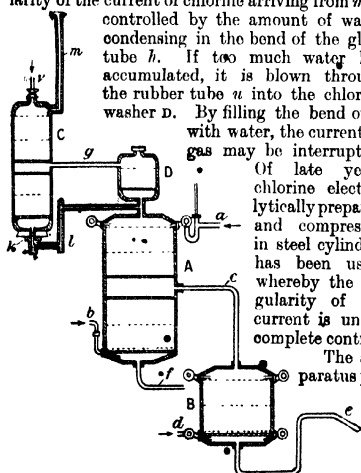 larity of the current of chlorine arriving from m
controlled by the amount of wa
condensing in the bend of the gl
tube h. If too much water
accumulated, it is blown throu
the rubber tube u into the chlor
washer D. By filling the bend o
with water, the current
gas may be interrupt
Of late ye
chlorine elect
lytically prepa
and compres
in steel cylin
has been us
whereby the
gularity of
current is un
complete cont
The a
paratus
m
v
C
g
D
k
l
a
A
c
b
f
B
d
e